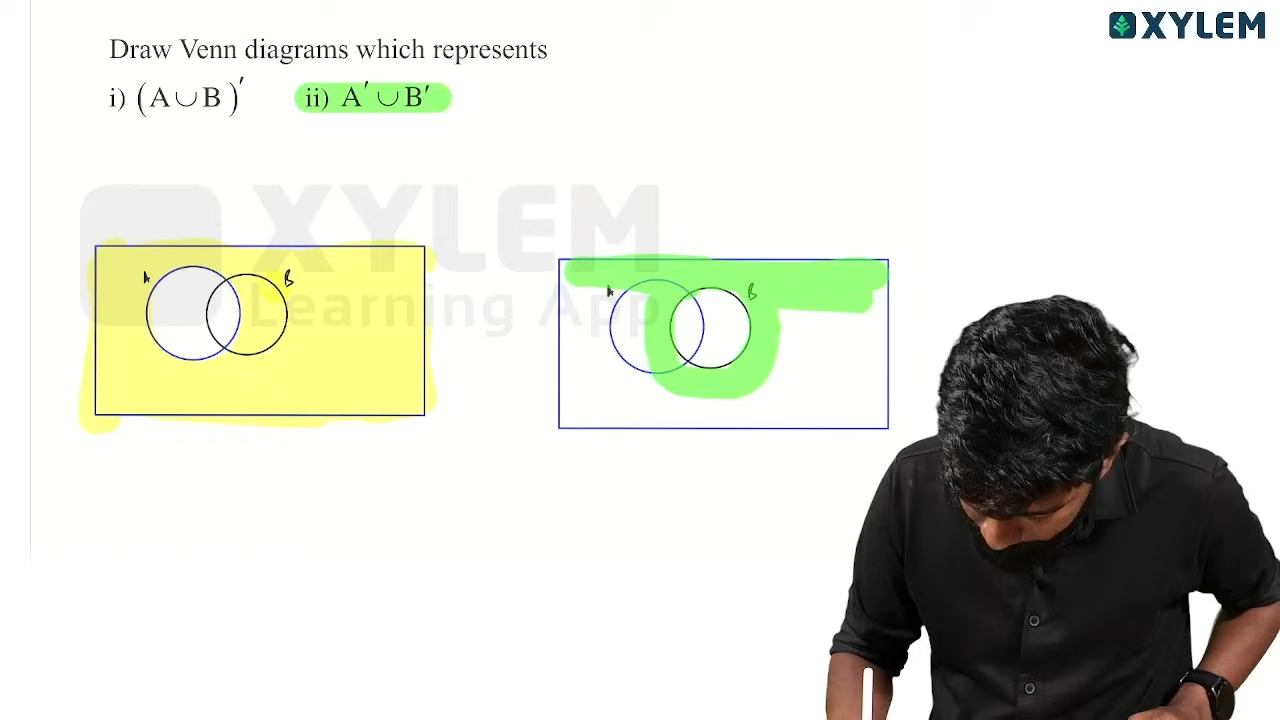 XYLEM
Draw Venn diagrams which represents
i) (A∪B)′ ii) A′ ∪ B′
XYLEM
Learning App
A B
A B